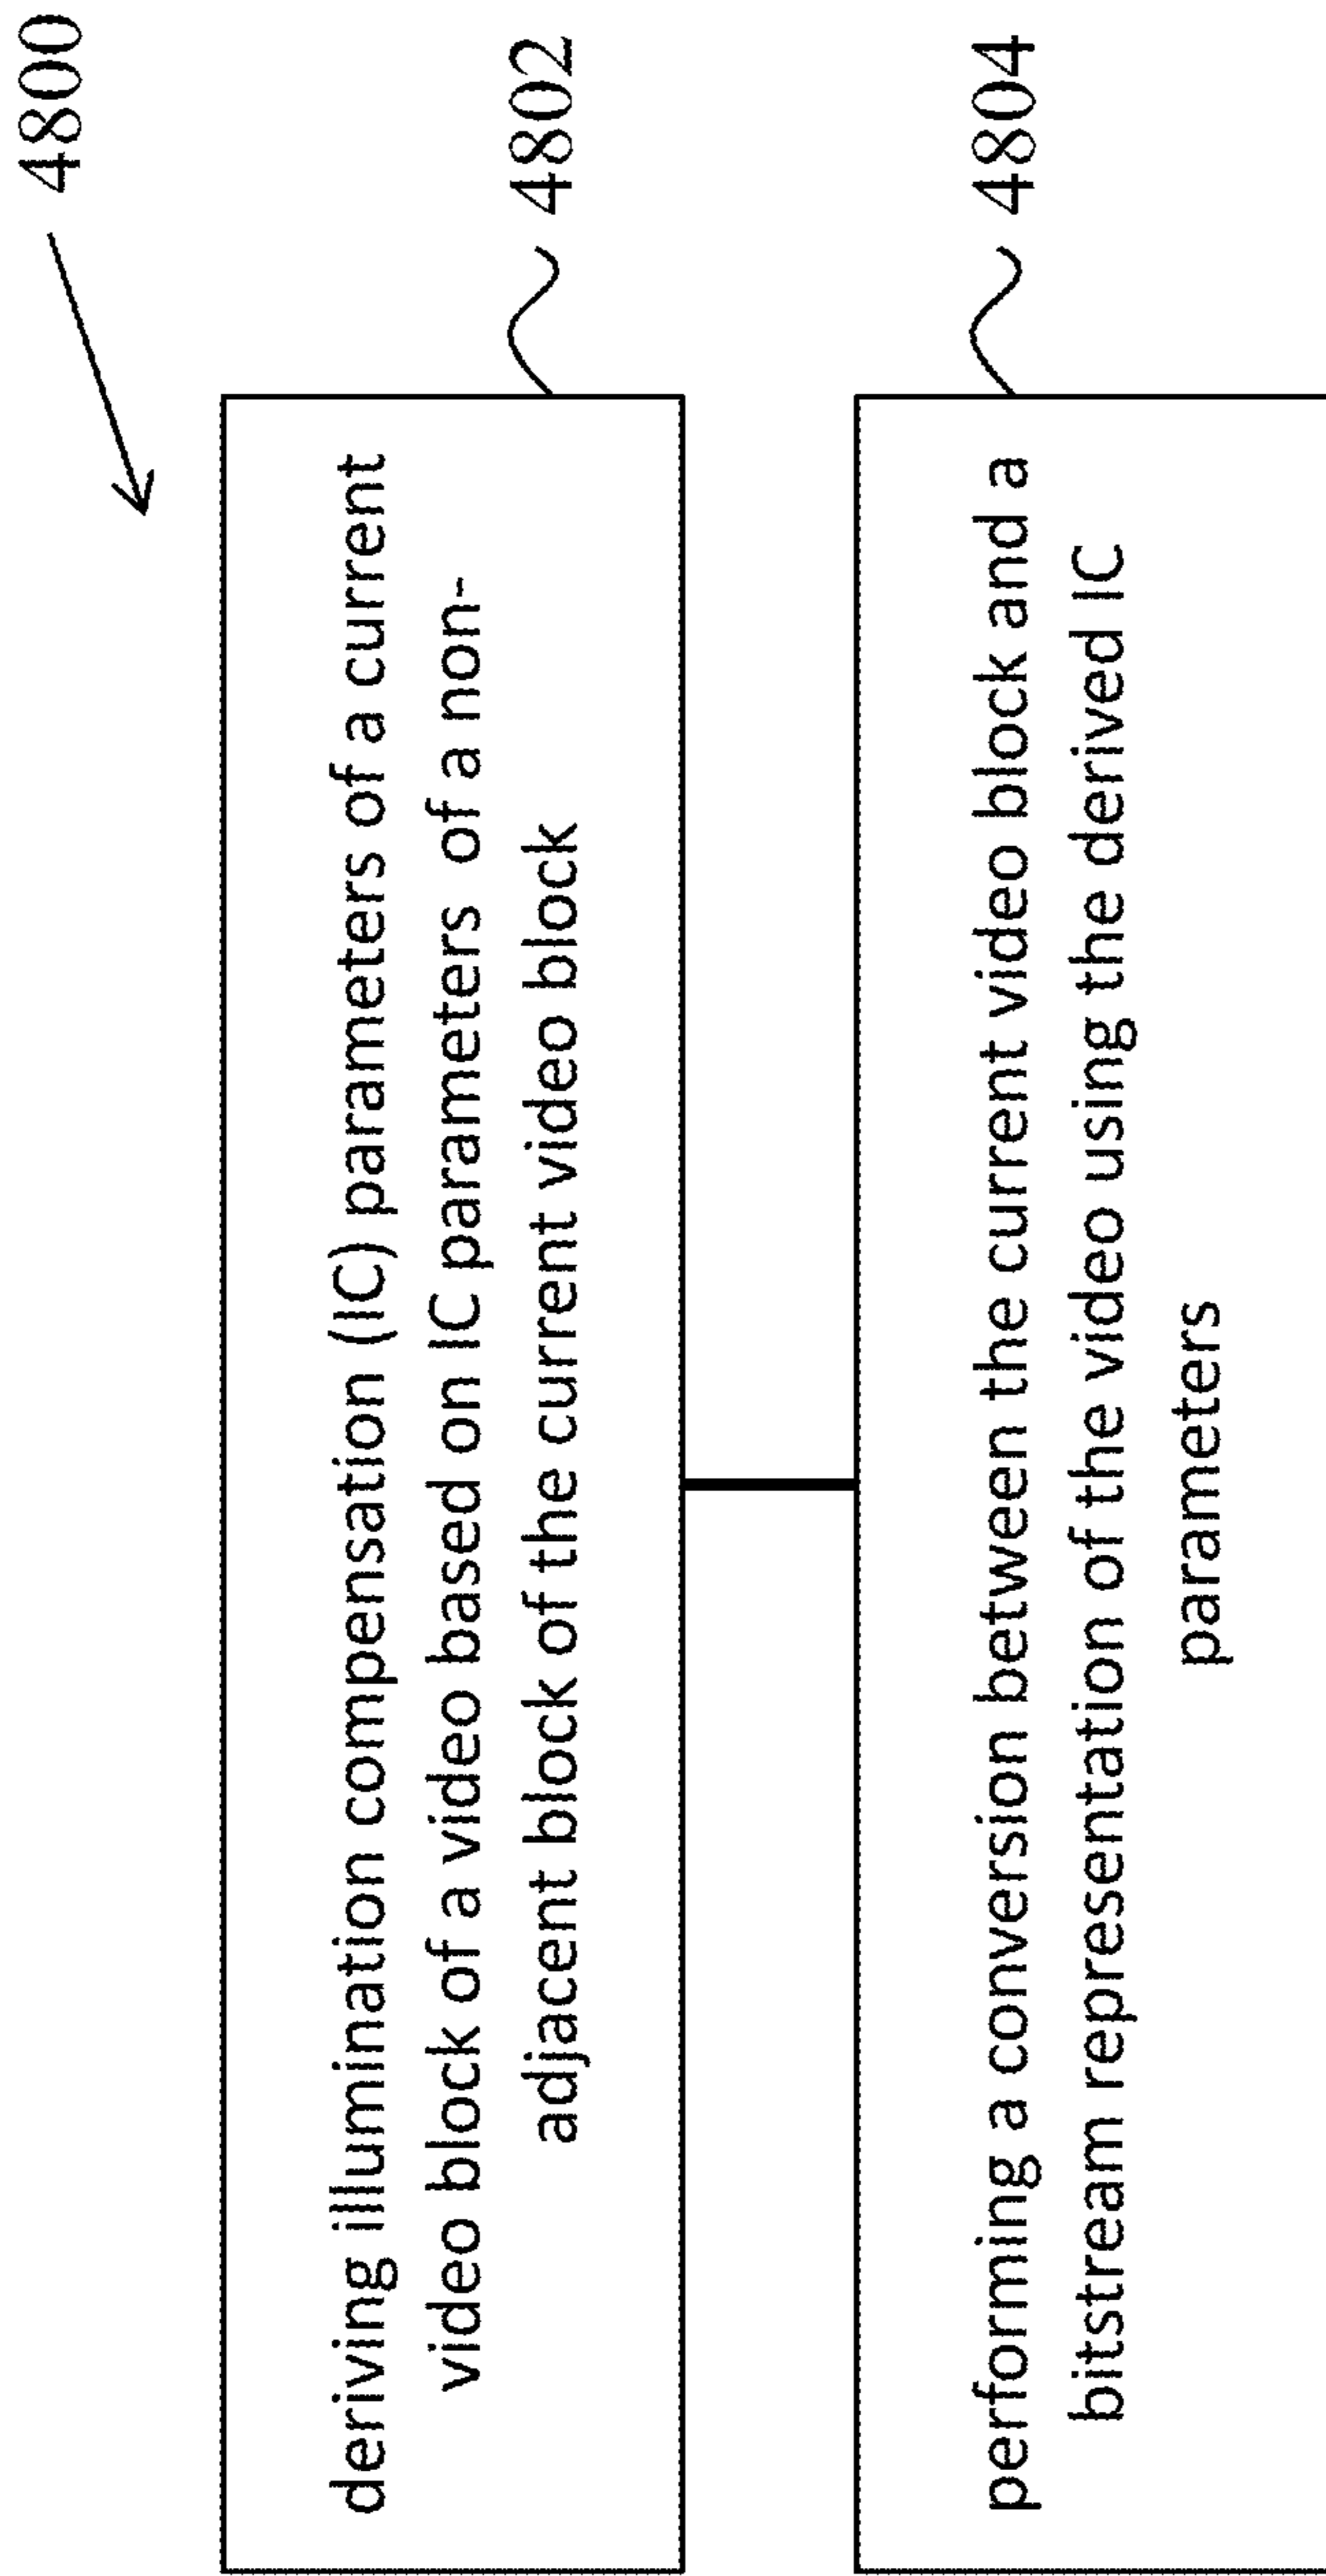 4800
deriving illumination compensation (IC) parameters of a current
video block of a video based on IC parameters of a non-
adjacent block of the current video block
4802
performing a conversion between the current video block and a
bitstream representation of the video using the derived IC
parameters
4804